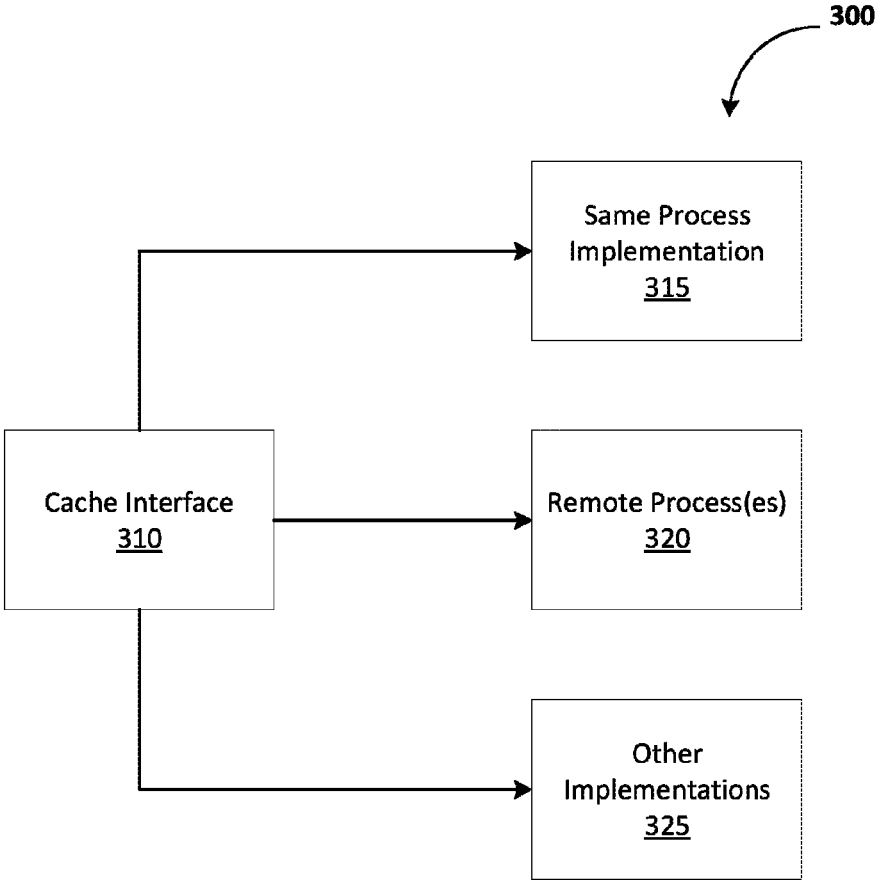 300
Same Process
Implementation
315
Cache Interface
310
Remote Process(es)
320
Other
Implementations
325